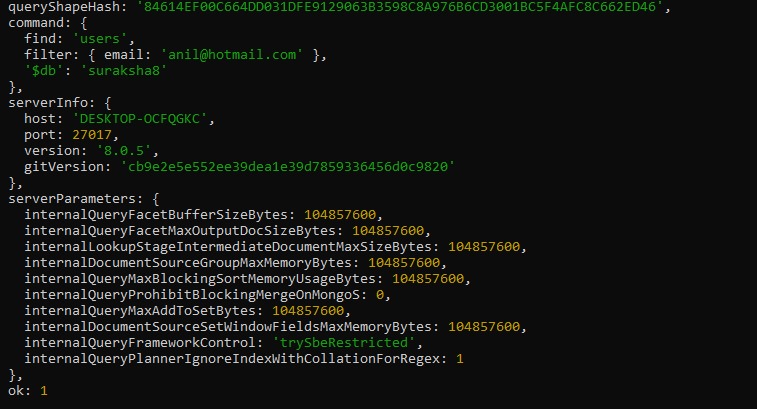 queryShapeHash: '84614EF00C664DD031DFE9129063B3598C8A976B6CD3001BC5F4AFC8C662ED46',
command: {
find: 'users',
filter: { email: 'anil@hotmail.com' },
'$db': 'suraksha8'
},
serverInfo: {
host: 'DESKTOP-OCFQGKC',
port: 27017,
version: '8.0.5',
gitVersion: 'cb9e2e5e552ee39dea1e39d7859336456d0c9820'
},
serverParameters: {
internalQueryFacetBufferSizeBytes: 104857600,
internalQueryFacetMaxOutputDocSizeBytes: 104857600,
internalLookupStageIntermediateDocumentMaxSizeBytes: 104857600,
internalDocumentSourceGroupMaxMemoryBytes: 104857600,
internalQueryMaxBlockingSortMemoryUsageBytes: 104857600,
internalQueryProhibitBlockingMergeOnMongoS: 0,
internalQueryMaxAddToSetBytes: 104857600,
internalDocumentSourceSetWindowFieldsMaxMemoryBytes: 104857600,
internalQueryFrameworkControl: 'trySbeRestricted',
internalQueryPlannerIgnoreIndexWithCollationForRegex: 1
},
ok: 1